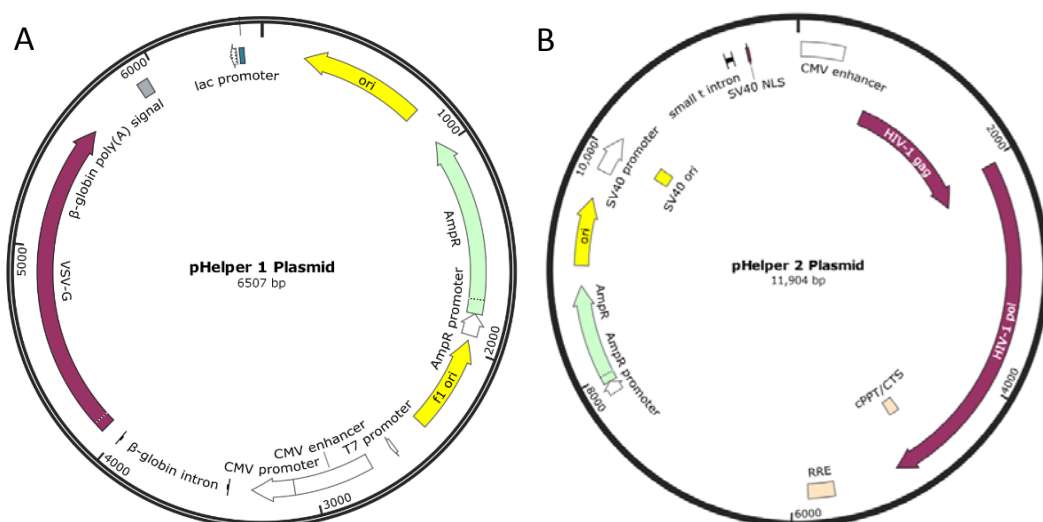 A
6000
lac promoter
ori
1000
AmpR
AmpR promoter
2000
f1 ori
T7 promoter
CMV enhancer
CMV promoter
3000
β-globin intron
4000
VSV-G
5000
β-globin poly(A) signal
pHelper 1 Plasmid
6507 bp
B
small t intron
SV40 NLS
CMV enhancer
HIV-1 gag
2000
HIV-1 pol
4000
cPPT/CTS
RRE
6000
8000
AmpR promoter
AmpR
ori
10,000
SV40 promoter
SV40 ori
pHelper 2 Plasmid
11,904 bp